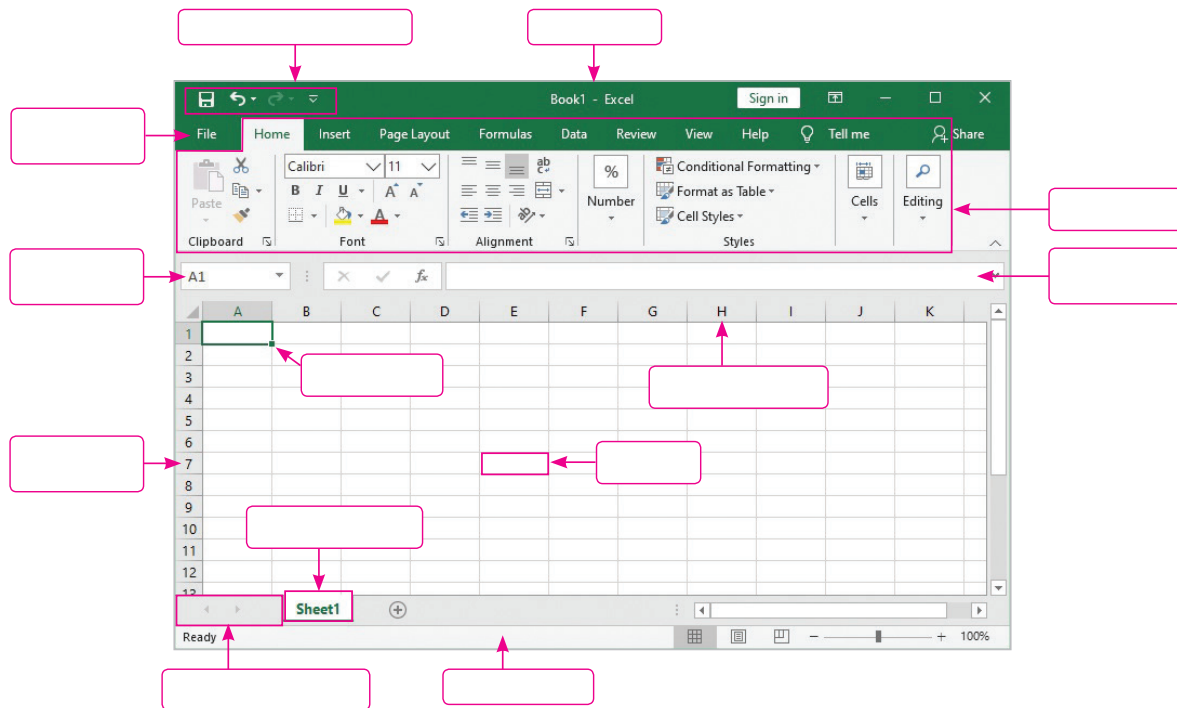 Book1 - Excel Sign in
File Home Insert Page Layout Formulas Data Review View Help Tell me Share
Calibri 11 ab c % Conditional Formatting
Paste B I U A A Number Format as Table Cells Editing
A Cell Styles
Clipboard Font Alignment Styles
A1 fx
A B C D E F G H I J K
1
2
3
4
5
6
7
8
9
10
11
12
13
Sheet1
Ready 100%